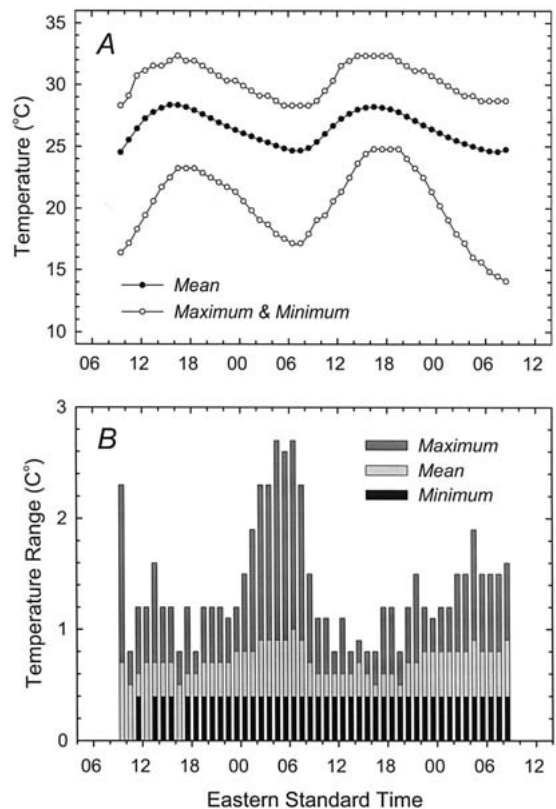 A
35
30
25
20
15
10
Temperature (°C)
Mean
Maximum & Minimum
06 12 18 00 06 12 18 00 06 12
B
3
2
1
0
Temperature Range (C°)
Maximum
Mean
Minimum
06 12 18 00 06 12 18 00 06 12
Eastern Standard Time